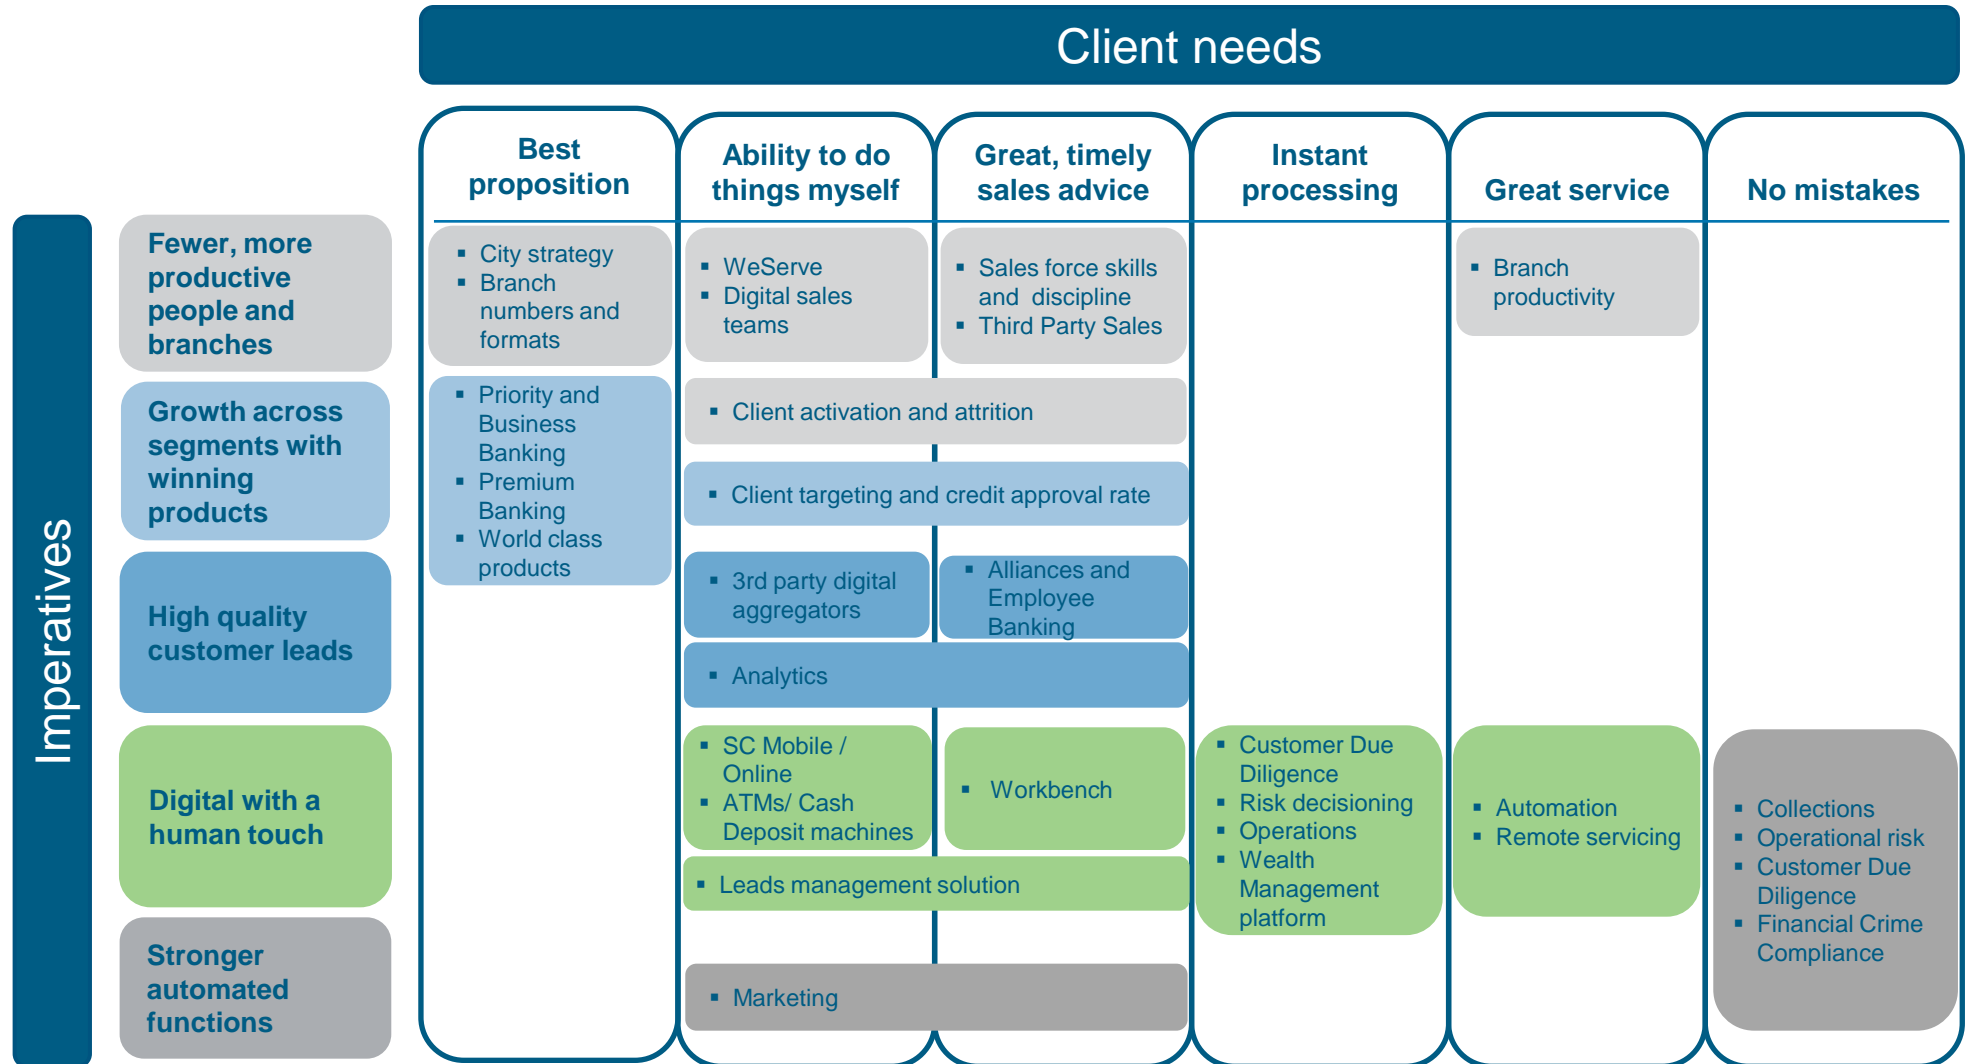 Client needs
Best
proposition
Ability to do
things myself
Great, timely
sales advice
Instant
processing
Great service
No mistakes
Imperatives
Fewer, more
productive
people and
branches
▪ City strategy
▪ Branch
numbers and
formats
▪ WeServe
▪ Digital sales
teams
▪ Sales force skills
and discipline
▪ Third Party Sales
▪ Branch
productivity
Growth across
segments with
winning
products
▪ Priority and
Business
Banking
▪ Premium
Banking
▪ World class
products
▪ Client activation and attrition
▪ Client targeting and credit approval rate
High quality
customer leads
▪ 3rd party digital
aggregators
▪ Alliances and
Employee
Banking
▪ Analytics
Digital with a
human touch
▪ SC Mobile /
Online
▪ ATMs/ Cash
Deposit machines
▪ Workbench
▪ Leads management solution
▪ Customer Due
Diligence
▪ Risk decisioning
▪ Operations
▪ Wealth
Management
platform
▪ Automation
▪ Remote servicing
▪ Collections
▪ Operational risk
▪ Customer Due
Diligence
▪ Financial Crime
Compliance
Stronger
automated
functions
▪ Marketing